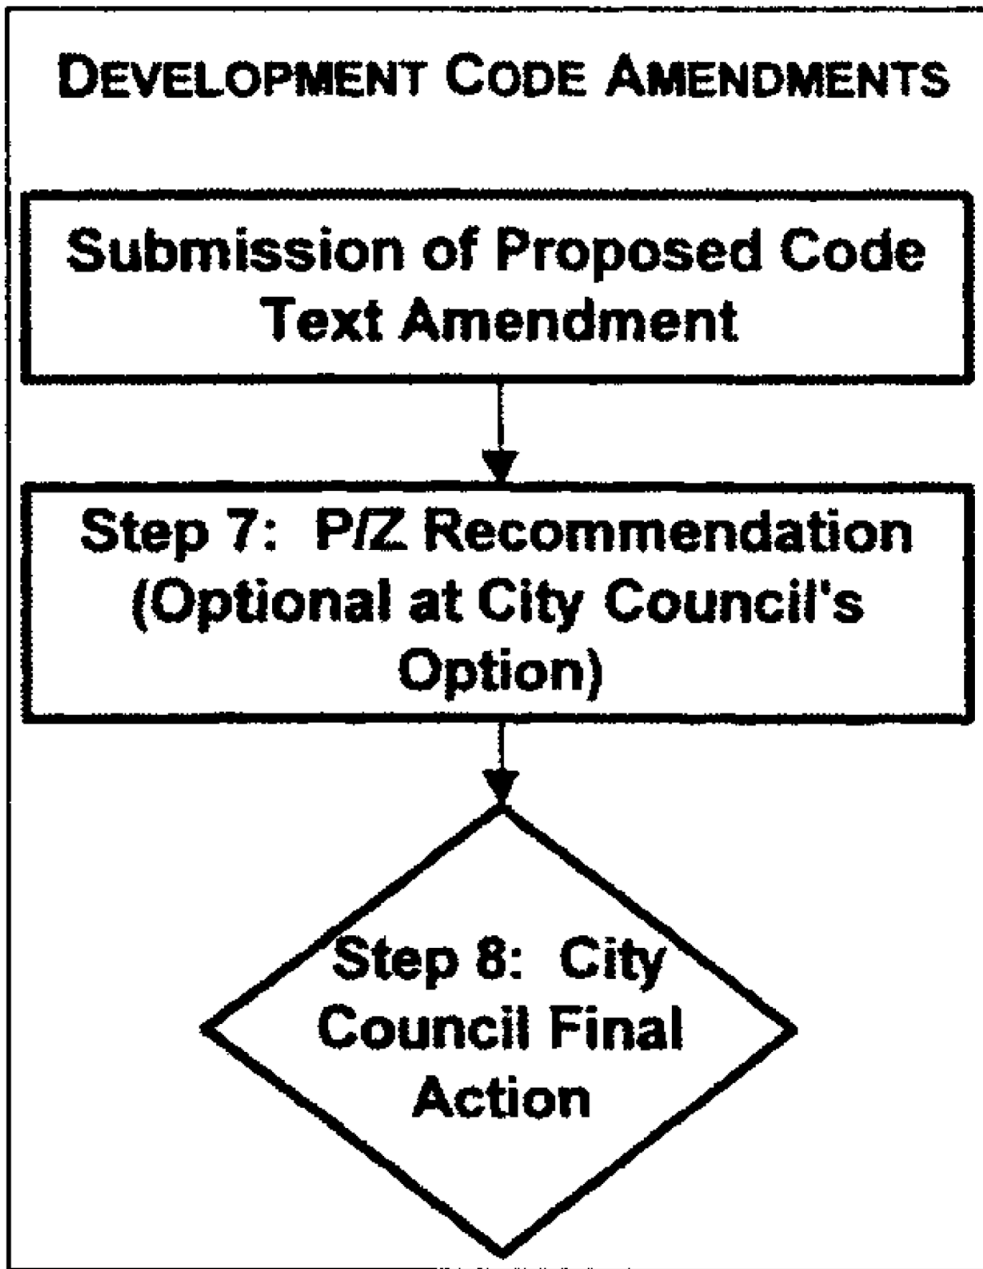 DEVELOPMENT CODE AMENDMENTS
Submission of Proposed Code
Text Amendment
Step 7: P/Z Recommendation
(Optional at City Council's
Option)
Step 8: City
Council Final
Action